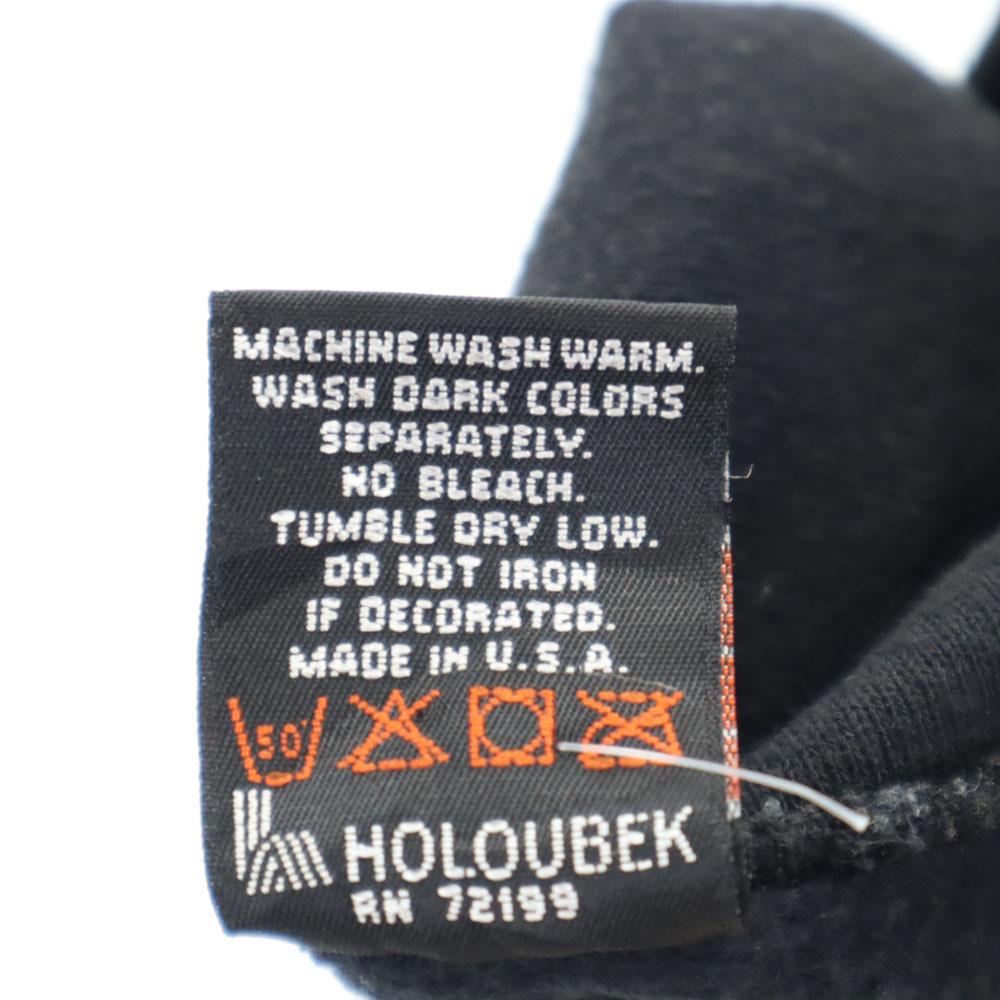 MACHINE WASH WARM.
WASH DARK COLORS
SEPARATELY.
NO BLEACH.
TUMBLE DRY LOW.
DO NOT IRON
IF DECORATED.
MADE IN U.S.A.
50
HOLOUBEK
RN 72199